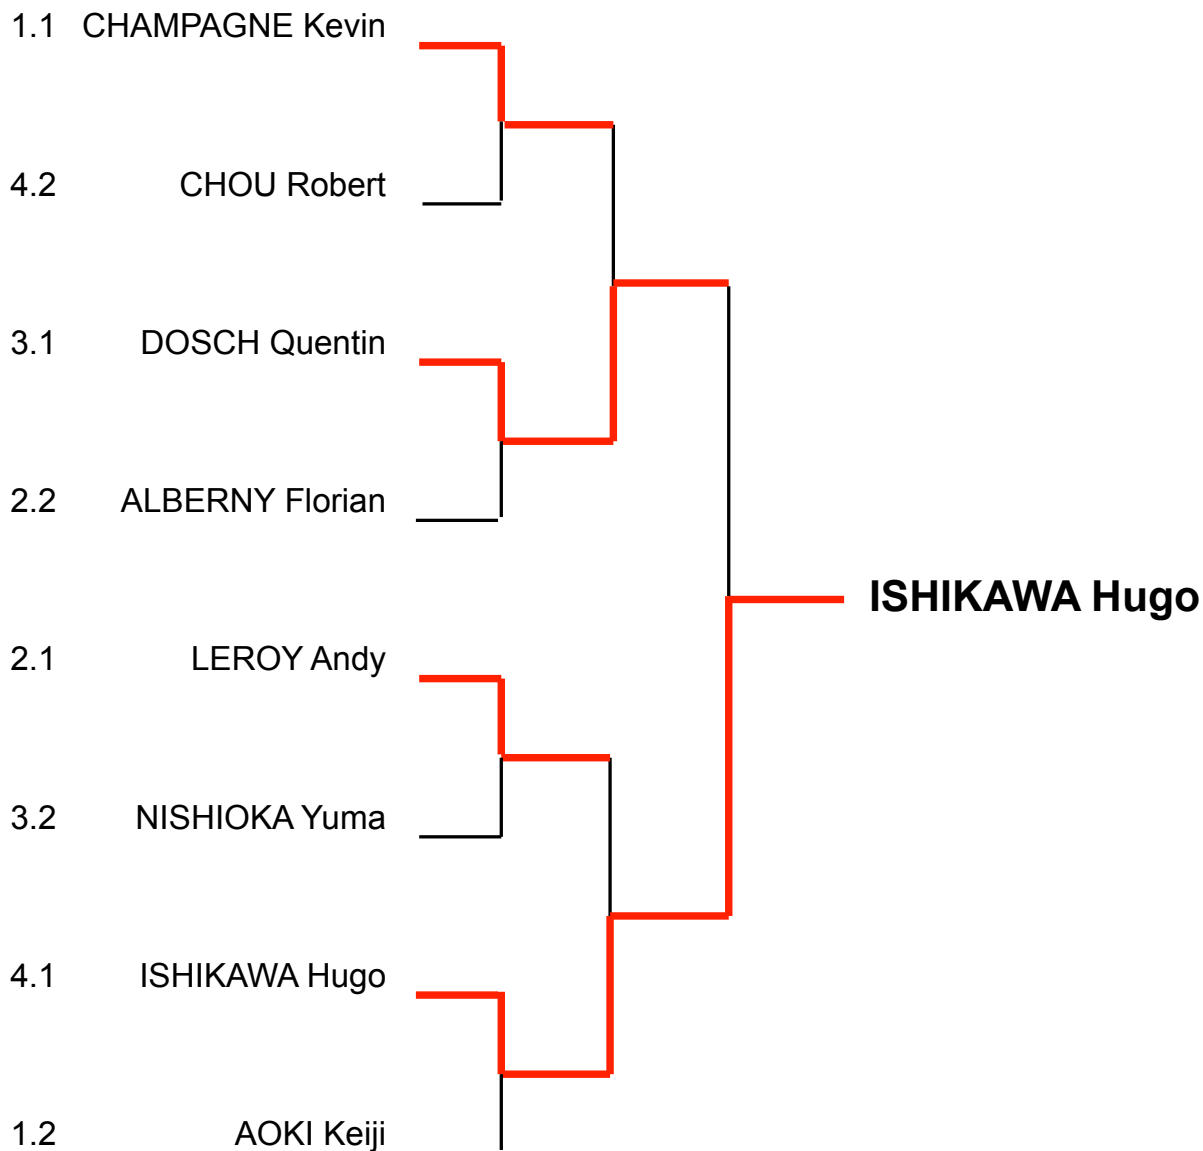 1.1 CHAMPAGNE Kevin
4.2 CHOU Robert
3.1 DOSCH Quentin
2.2 ALBERNY Florian
ISHIKAWA Hugo
2.1 LEROY Andy
3.2 NISHIOKA Yuma
4.1 ISHIKAWA Hugo
1.2 AOKI Keiji